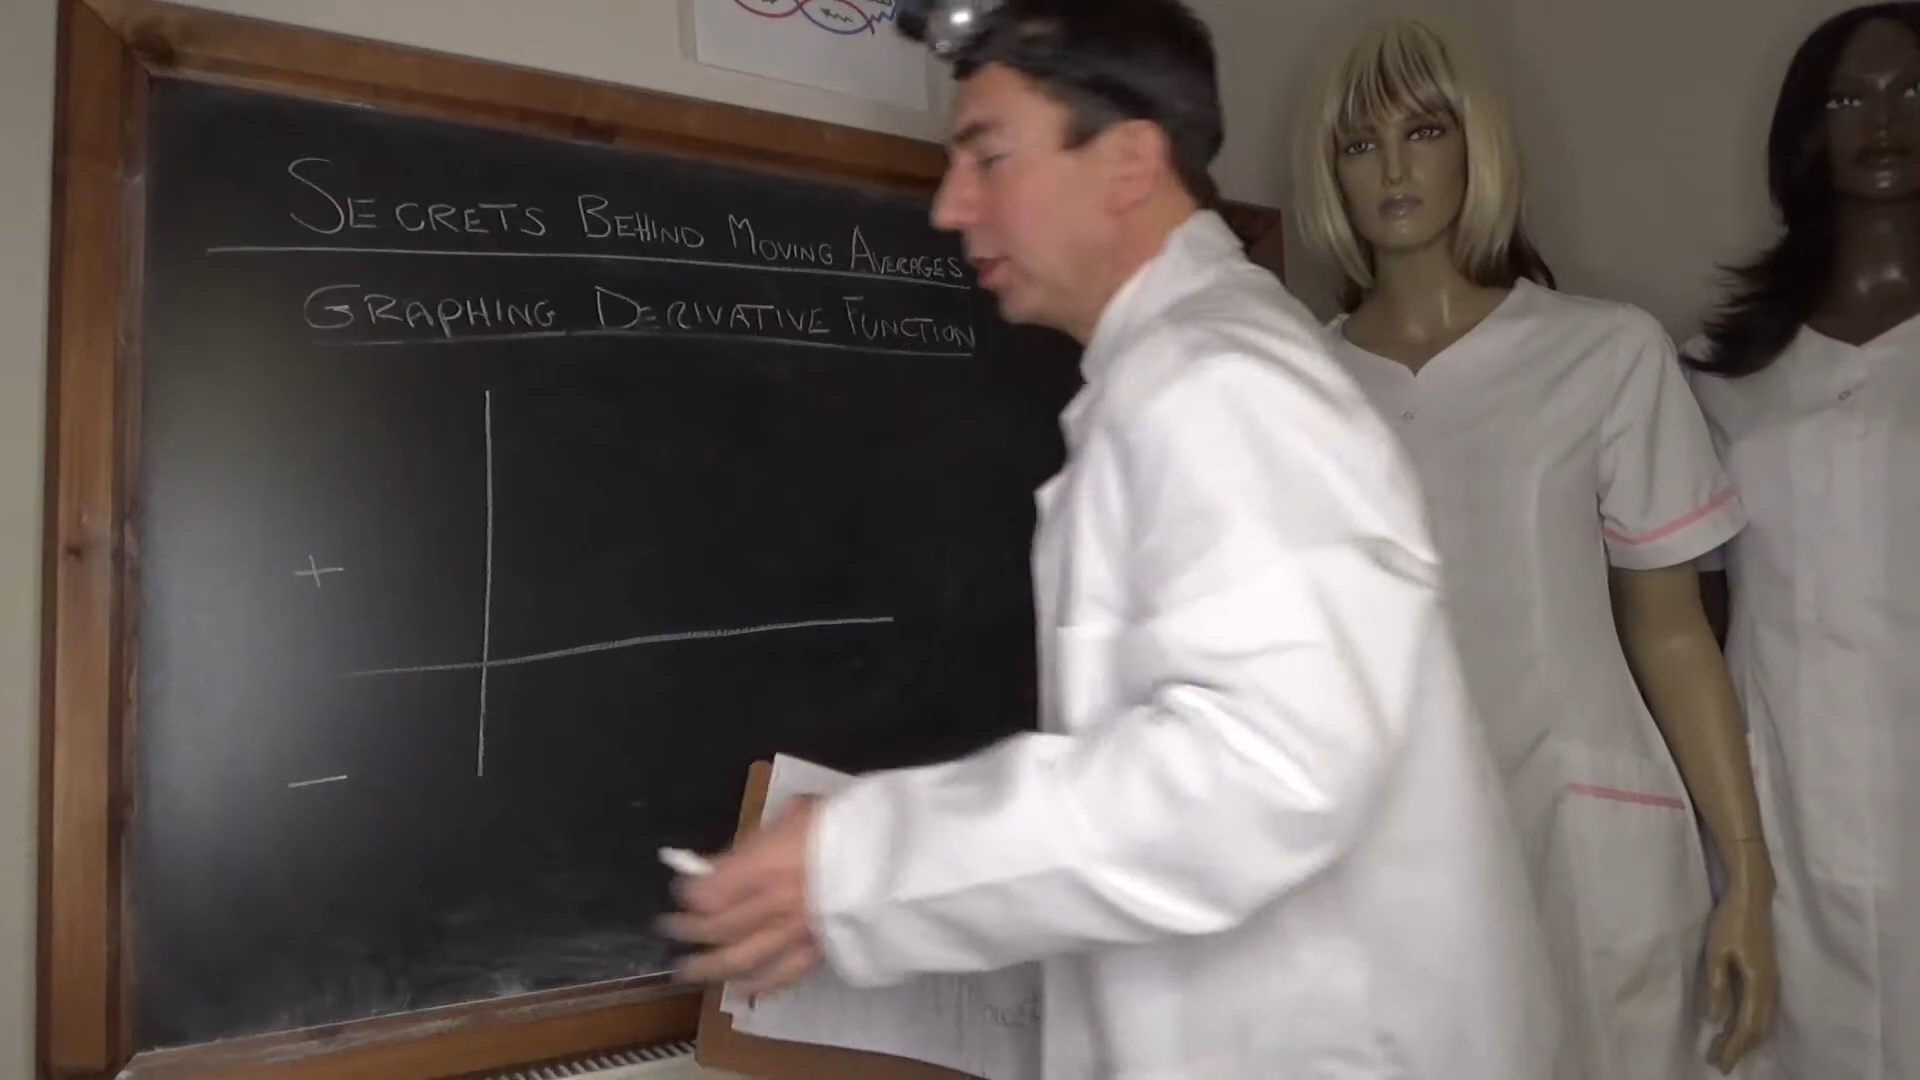 SECRETS BEHIND MOVING AVERAGES
GRAPHING DERIVATIVE FUNCTION
+
−